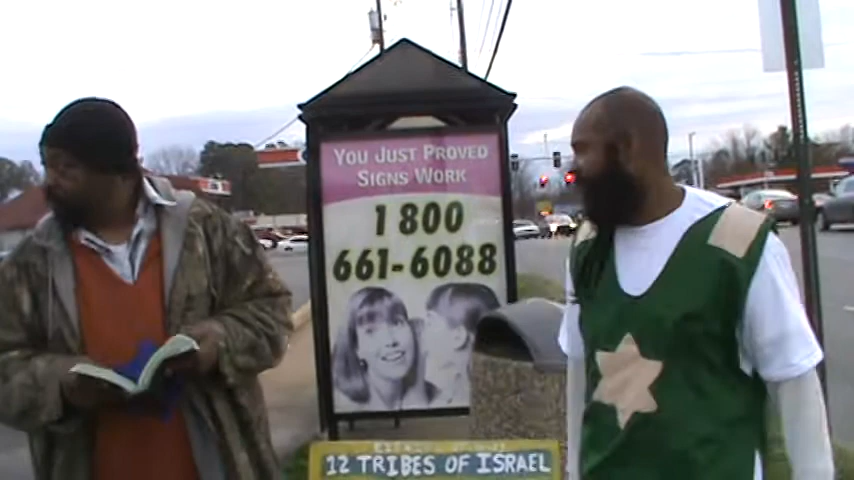 You Just Proved
Signs Work
1 800
661-6088
12 TRIBES OF ISRAEL